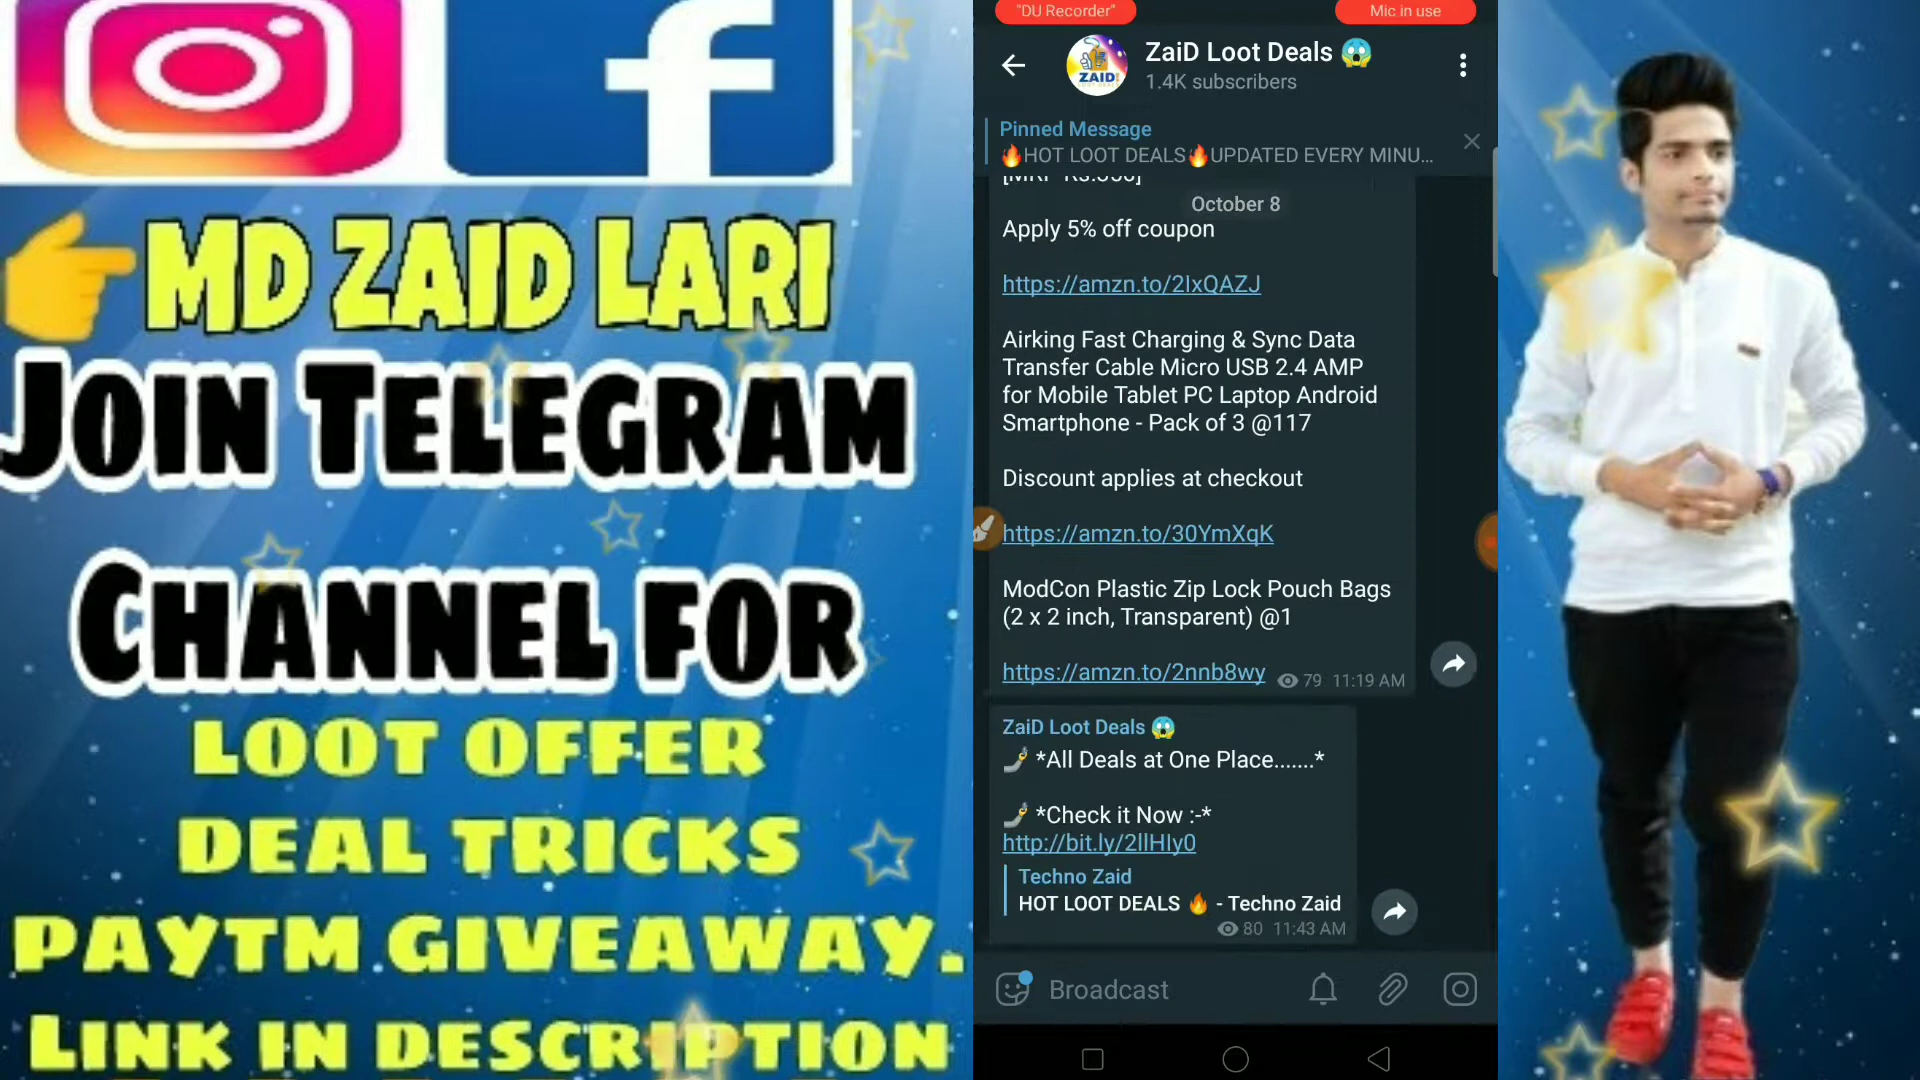 MD ZAID LARI
JOIN TELEGRAM
CHANNEL FOR
LOOT OFFER
DEAL TRICKS
PAYTM GIVEAWAY.
LINK IN DESCRIPTION
"DU Recorder"
Mic in use
ZaiD Loot Deals 😱
1.4K subscribers
ZAID!
Pinned Message
🔥HOT LOOT DEALS🔥UPDATED EVERY MINU...
October 8
Apply 5% off coupon
https://amzn.to/2IxQAZJ
Airking Fast Charging & Sync Data
Transfer Cable Micro USB 2.4 AMP
for Mobile Tablet PC Laptop Android
Smartphone - Pack of 3 @117
Discount applies at checkout
https://amzn.to/30YmXqK
ModCon Plastic Zip Lock Pouch Bags
(2 x 2 inch, Transparent) @1
https://amzn.to/2nnb8wy 79 11:19 AM
ZaiD Loot Deals 😱
🤳 *All Deals at One Place.......*
🤳 *Check it Now :-*
http://bit.ly/2llHIy0
Techno Zaid
HOT LOOT DEALS 🔥 - Techno Zaid
80 11:43 AM
Broadcast